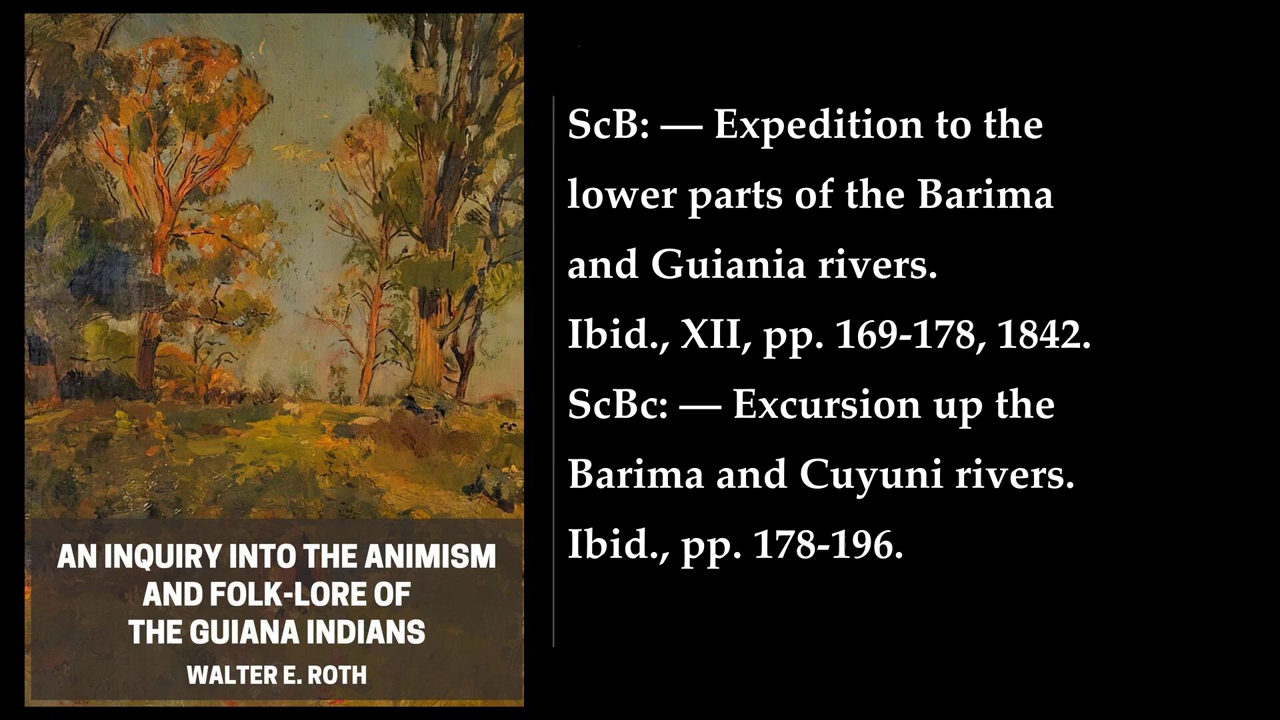 AN INQUIRY INTO THE ANIMISM
AND FOLK-LORE OF
THE GUIANA INDIANS
WALTER E. ROTH
ScB: — Expedition to the
lower parts of the Barima
and Guiania rivers.
Ibid., XII, pp. 169-178, 1842.
ScBc: — Excursion up the
Barima and Cuyuni rivers.
Ibid., pp. 178-196.